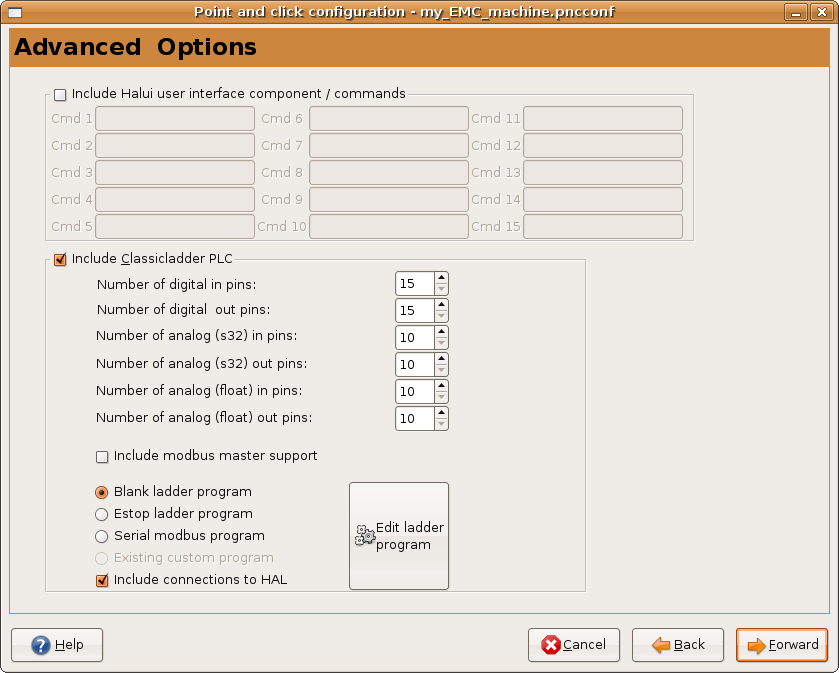 Point and click configuration - my_EMC_machine.pncconf
Advanced  Options
Include Halui user interface component / commands
Cmd 1 Cmd 6 Cmd 11
Cmd 2 Cmd 7 Cmd 12
Cmd 3 Cmd 8 Cmd 13
Cmd 4 Cmd 9 Cmd 14
Cmd 5 Cmd 10 Cmd 15
Include Classicladder PLC
Number of digital in pins: 15
Number of digital  out pins: 15
Number of analog (s32) in pins: 10
Number of analog (s32) out pins: 10
Number of analog (float) in pins: 10
Number of analog (float) out pins: 10
Include modbus master support
Blank ladder program
Estop ladder program
Serial modbus program
Existing custom program
Include connections to HAL
Edit ladder
program
Help Cancel Back Forward